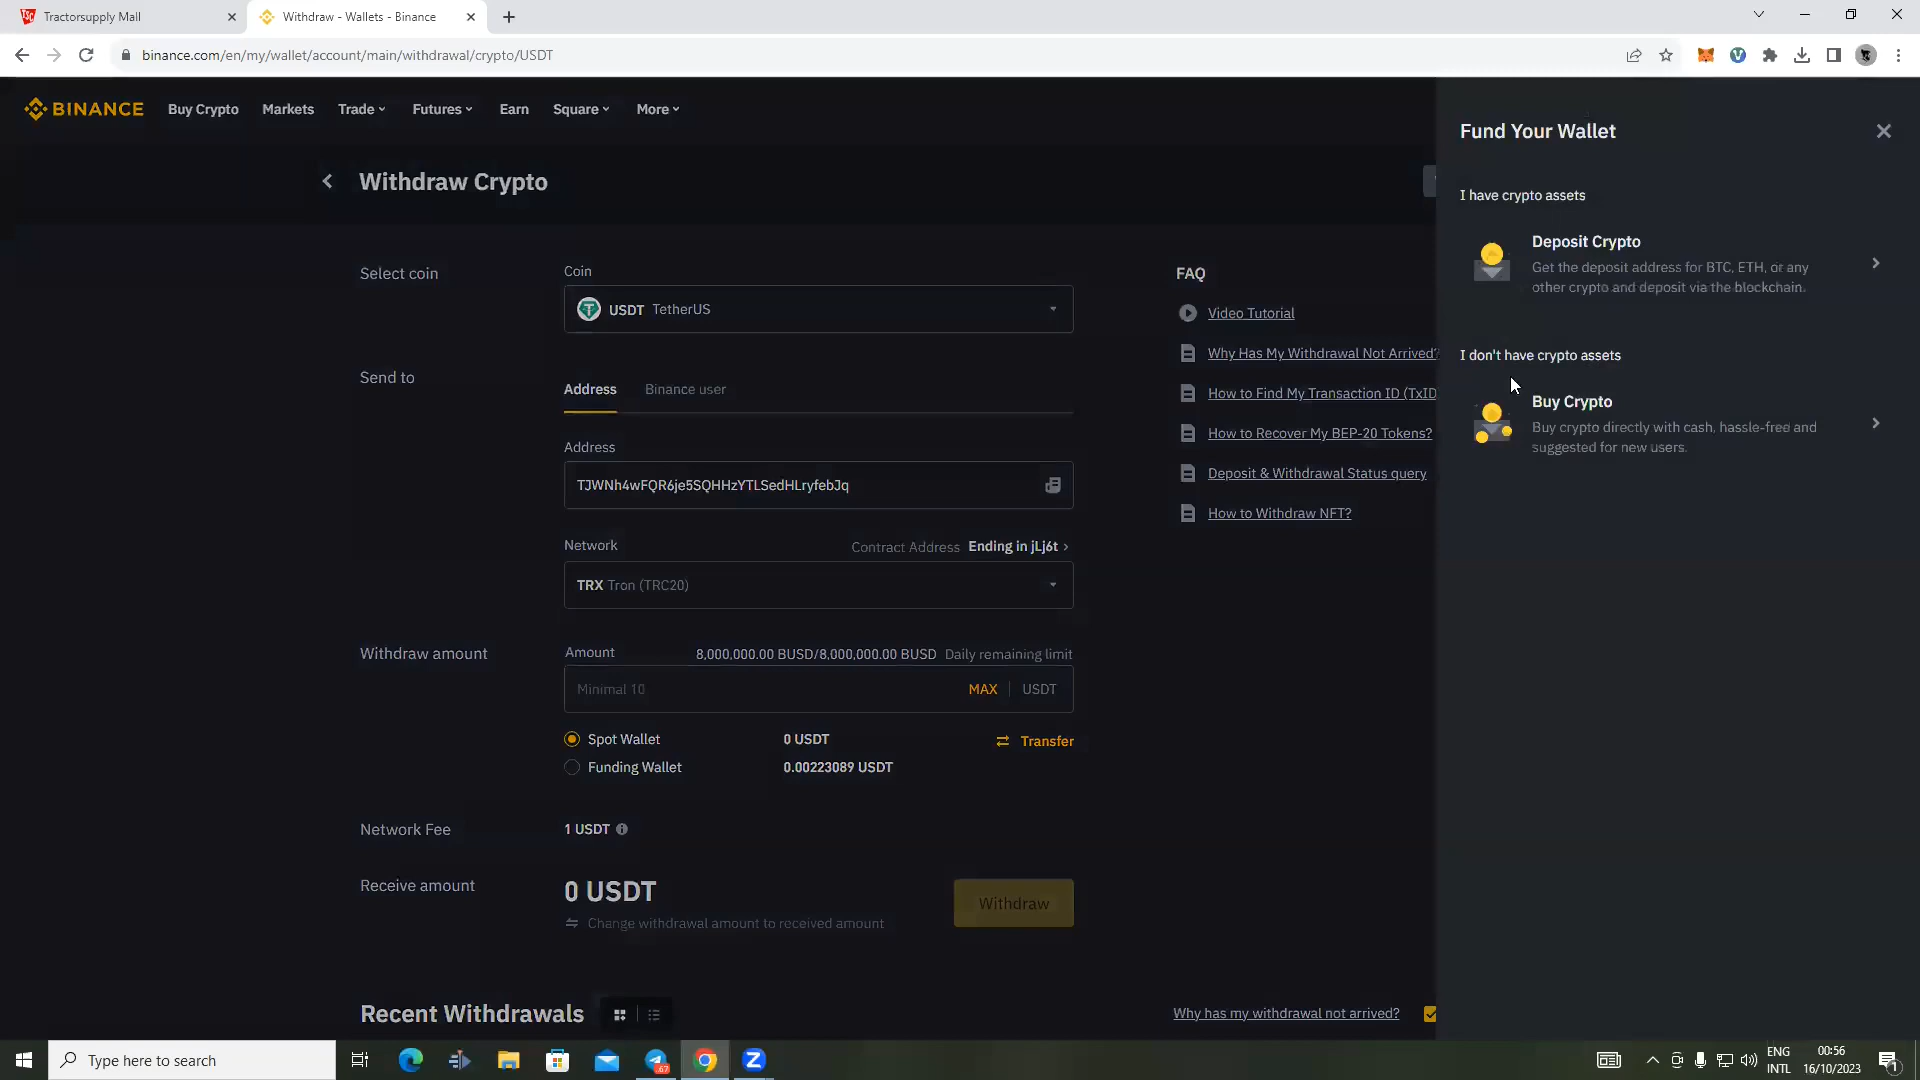 Tractorsupply Mall
Withdraw - Wallets - Binance
binance.com/en/my/wallet/account/main/withdrawal/crypto/USDT
BINANCE Buy Crypto Markets Trade Futures Earn Square More
Withdraw Crypto
Select coin
Coin
USDT TetherUS
Send to
Address Binance user
Address
TJWNh4wFQR6je5SQHHzYTLSedHLryfebJq
Network Contract Address Ending in jLj6t
TRX Tron (TRC20)
Withdraw amount
Amount 8,000,000.00 BUSD/8,000,000.00 BUSD Daily remaining limit
Minimal 10 MAX USDT
Spot Wallet 0 USDT Transfer
Funding Wallet 0.00223089 USDT
Network Fee 1 USDT
Receive amount
0 USDT
Change withdrawal amount to received amount
Withdraw
Recent Withdrawals
Why has my withdrawal not arrived?
FAQ
Video Tutorial
Why Has My Withdrawal Not Arrived?
How to Find My Transaction ID (TxID
How to Recover My BEP-20 Tokens?
Deposit & Withdrawal Status query
How to Withdraw NFT?
Fund Your Wallet
I have crypto assets
Deposit Crypto
Get the deposit address for BTC, ETH, or any
other crypto and deposit via the blockchain.
I don't have crypto assets
Buy Crypto
Buy crypto directly with cash, hassle-free and
suggested for new users.
Type here to search
.67
ENG
INTL
00:56
16/10/2023
1